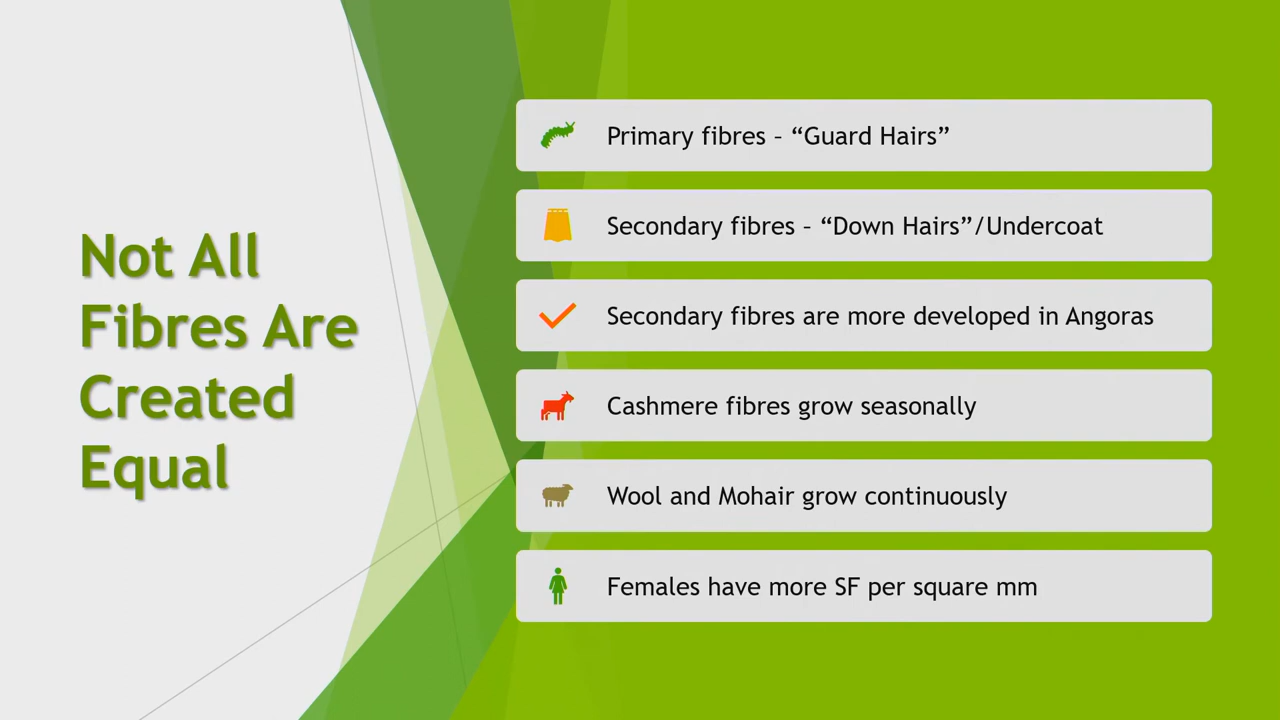 Not All
Fibres Are
Created
Equal
Primary fibres – “Guard Hairs”
Secondary fibres – “Down Hairs”/Undercoat
Secondary fibres are more developed in Angoras
Cashmere fibres grow seasonally
Wool and Mohair grow continuously
Females have more SF per square mm